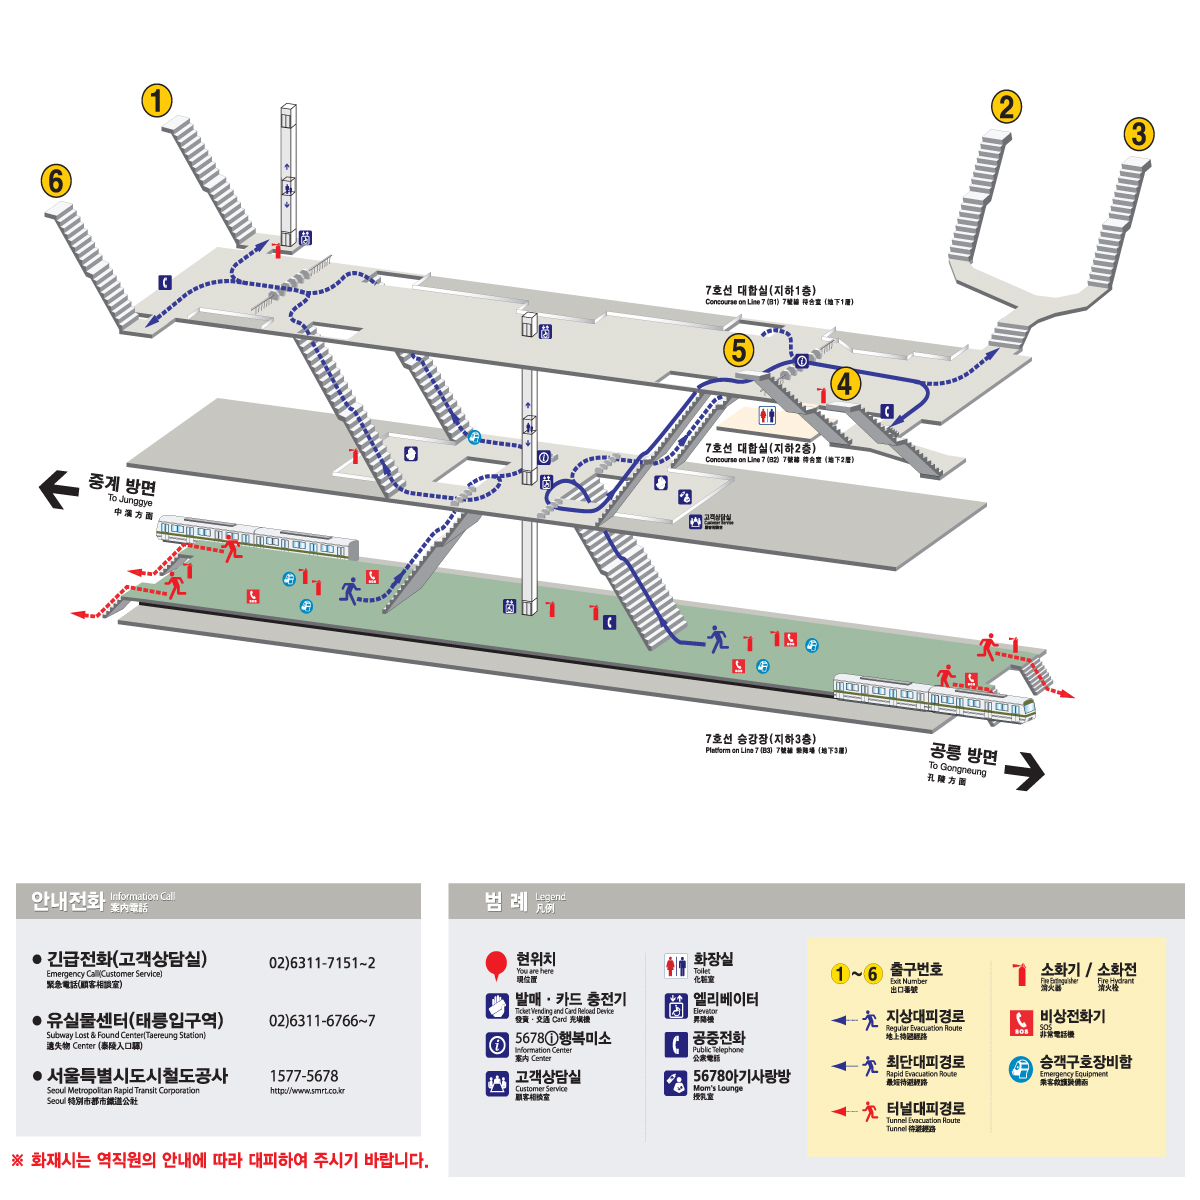 1
2
3
6
7호선 대합실(지하1층)
Concourse on Line 7 (B1) 7號線 待合室 (地下1層)
5
4
7호선 대합실(지하2층)
Concourse on Line 7 (B2) 7號線 待合室 (地下2層)
중계 방면
To Junggye
中溪方面
고객상담실
Customer Service
顧客相談室
SOS
SOS
SOS
SOS
SOS
7호선 승강장(지하3층)
Platform on Line 7 (B3) 7號線 乘降場 (地下3層)
공릉 방면
To Gongneung
孔陵方面
안내전화 Information Call
案內電話
● 긴급전화(고객상담실) 02)6311-7151~2
Emergency Call(Customer Service)
緊急電話(顧客相談室)
● 유실물센터(태릉입구역) 02)6311-6766~7
Subway Lost & Found Center(Taereung Station)
遺失物 Center (泰陵入口驛)
● 서울특별시도시철도공사 1577-5678
Seoul Metropolitan Rapid Transit Corporation http://www.smrt.co.kr
Seoul 特別市都市鐵道公社
※ 화재시는 역직원의 안내에 따라 대피하여 주시기 바랍니다.
범 례 Legend
凡例
현위치
You are here
現位置
발매 · 카드 충전기
Ticket Vending and Card Reload Device
發賣 · 交通 Card 充塡機
5678ⓘ행복미소
Information Center
案內 Center
고객상담실
Customer Service
顧客相談室
화장실
Toilet
化粧室
엘리베이터
Elevator
昇降機
공중전화
Public Telephone
公衆電話
5678아기사랑방
Mom's Lounge
授乳室
1~6 출구번호
Exit Number
出口番號
지상대피경로
Regular Evacuation Route
地上待避經路
최단대피경로
Rapid Evacuation Route
最短待避經路
터널대피경로
Tunnel Evacuation Route
Tunnel 待避經路
소화기 / 소화전
Fire Extinguisher Fire Hydrant
消火器 消火栓
SOS 비상전화기
SOS
非常電話機
승객구호장비함
Emergency Equipment
乘客救護裝備函